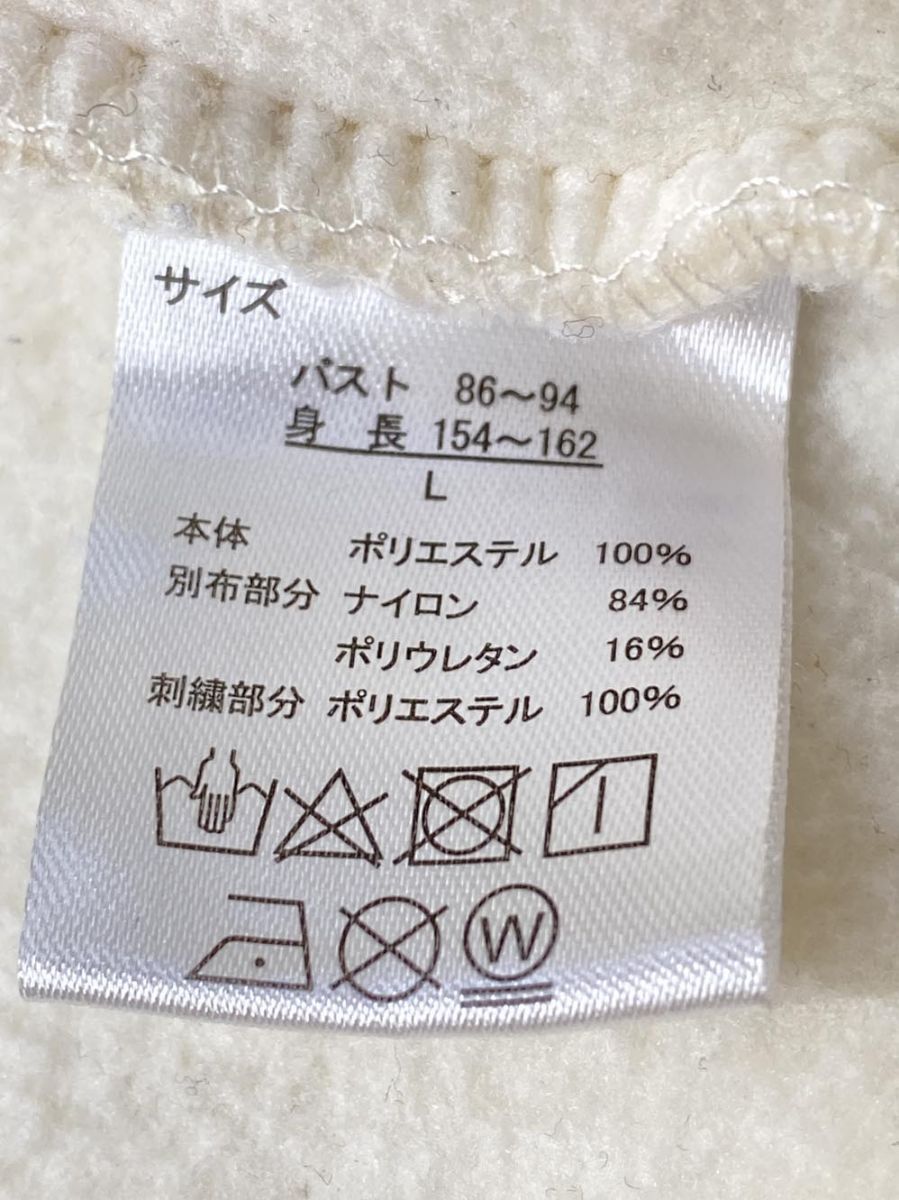 サイズ
バスト 86～94
身 長 154～162
L
本体 ポリエステル 100%
別布部分 ナイロン 84%
ポリウレタン 16%
刺繍部分 ポリエステル 100%
W